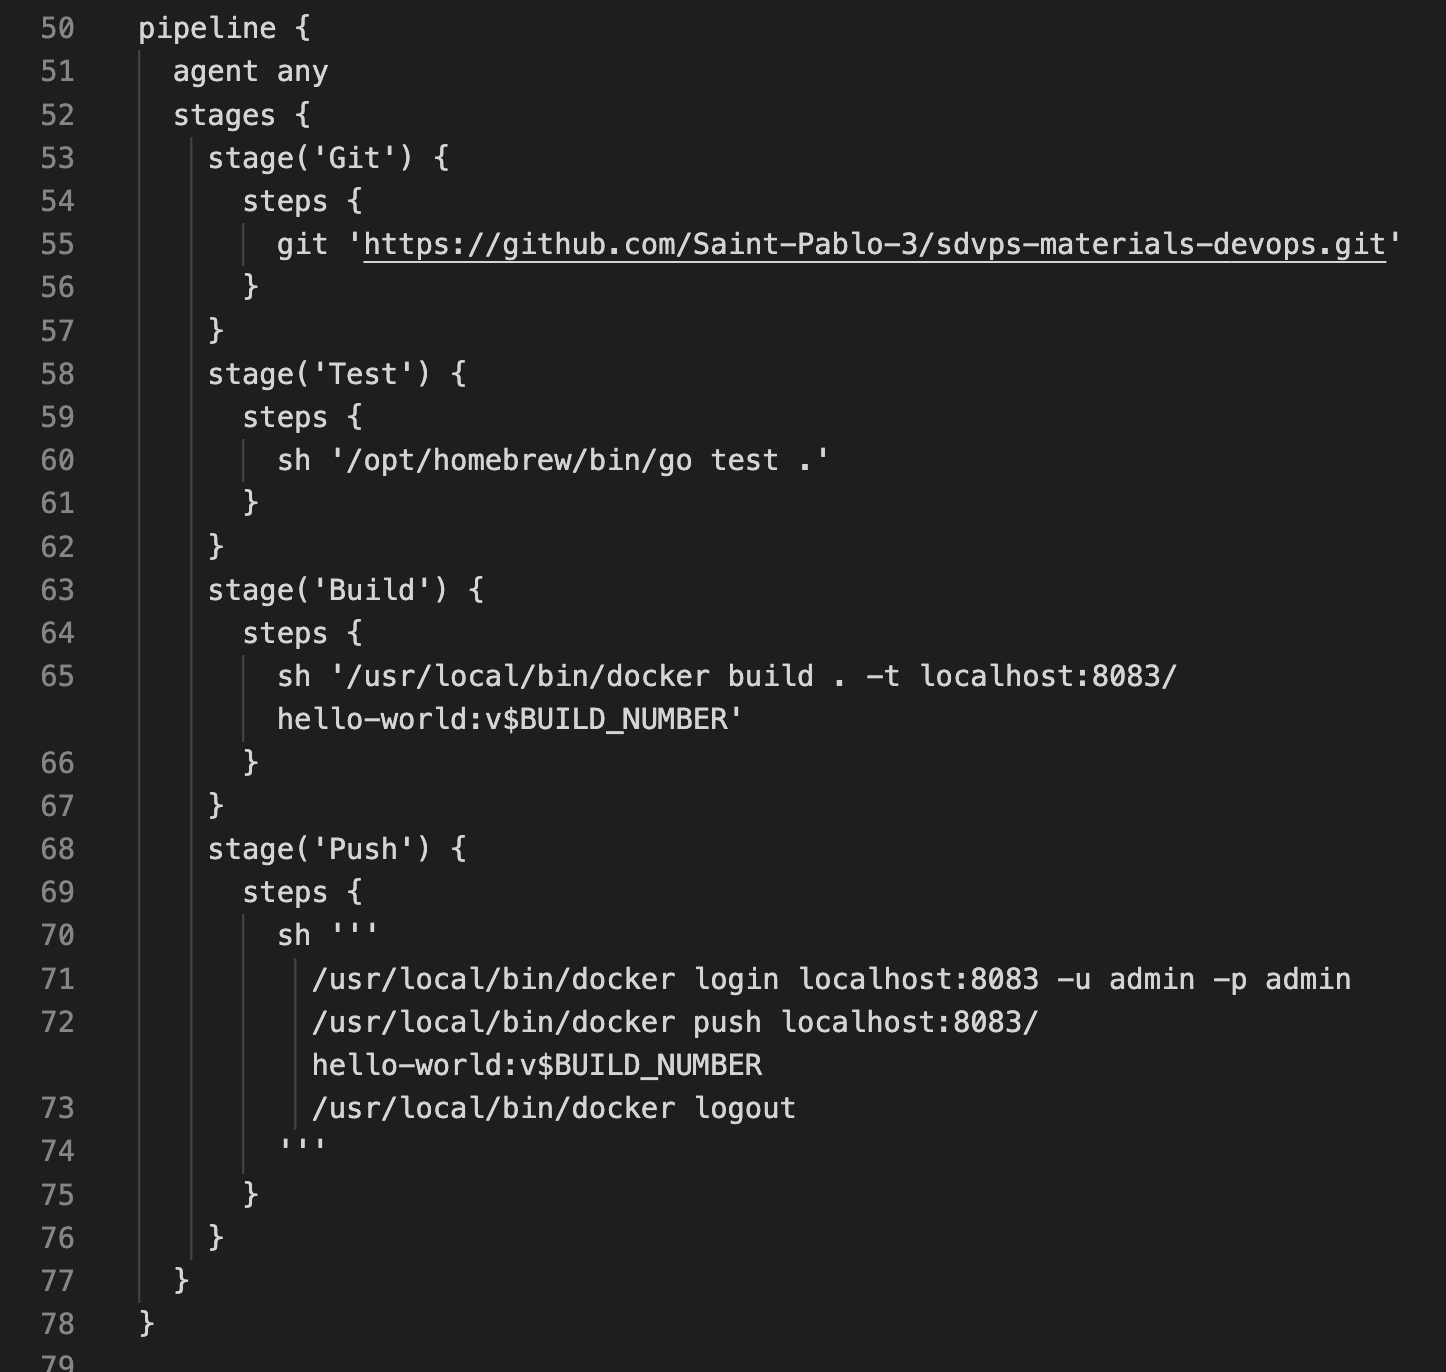 50 pipeline {
51 agent any
52 stages {
53 stage('Git') {
54 steps {
55 git 'https://github.com/Saint-Pablo-3/sdvps-materials-devops.git'
56 }
57 }
58 stage('Test') {
59 steps {
60 sh '/opt/homebrew/bin/go test .'
61 }
62 }
63 stage('Build') {
64 steps {
65 sh '/usr/local/bin/docker build . -t localhost:8083/
hello-world:v$BUILD_NUMBER'
66 }
67 }
68 stage('Push') {
69 steps {
70 sh '''
71 /usr/local/bin/docker login localhost:8083 -u admin -p admin
72 /usr/local/bin/docker push localhost:8083/
hello-world:v$BUILD_NUMBER
73 /usr/local/bin/docker logout
74 '''
75 }
76 }
77 }
78 }
79